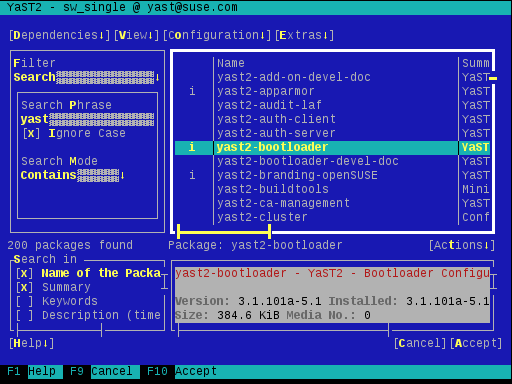 YaST2 - sw_single @ yast@suse.com
[Dependencies↓][View↓][Configuration↓][Extras↓]
Filter
Search↓
Search Phrase
yast
[x] Ignore Case
Search Mode
Contains↓
Name Summ
yast2-add-on-devel-doc YaST
i yast2-apparmor YaST
yast2-audit-laf YaST
yast2-auth-client YaST
yast2-auth-server YaST
i yast2-bootloader YaST
yast2-bootloader-devel-doc YaST
i yast2-branding-openSUSE YaST
yast2-buildtools Mini
yast2-ca-management YaST
yast2-cluster Conf
200 packages found Package: yast2-bootloader [Actions↓]
Search in
[x] Name of the Packa
[x] Summary
[ ] Keywords
[ ] Description (time
yast2-bootloader - YaST2 - Bootloader Configu
Version: 3.1.101a-5.1 Installed: 3.1.101a-5.1
Size: 384.6 KiB Media No.: 0
[Help↓] [Cancel][Accept]
F1 Help F9 Cancel F10 Accept